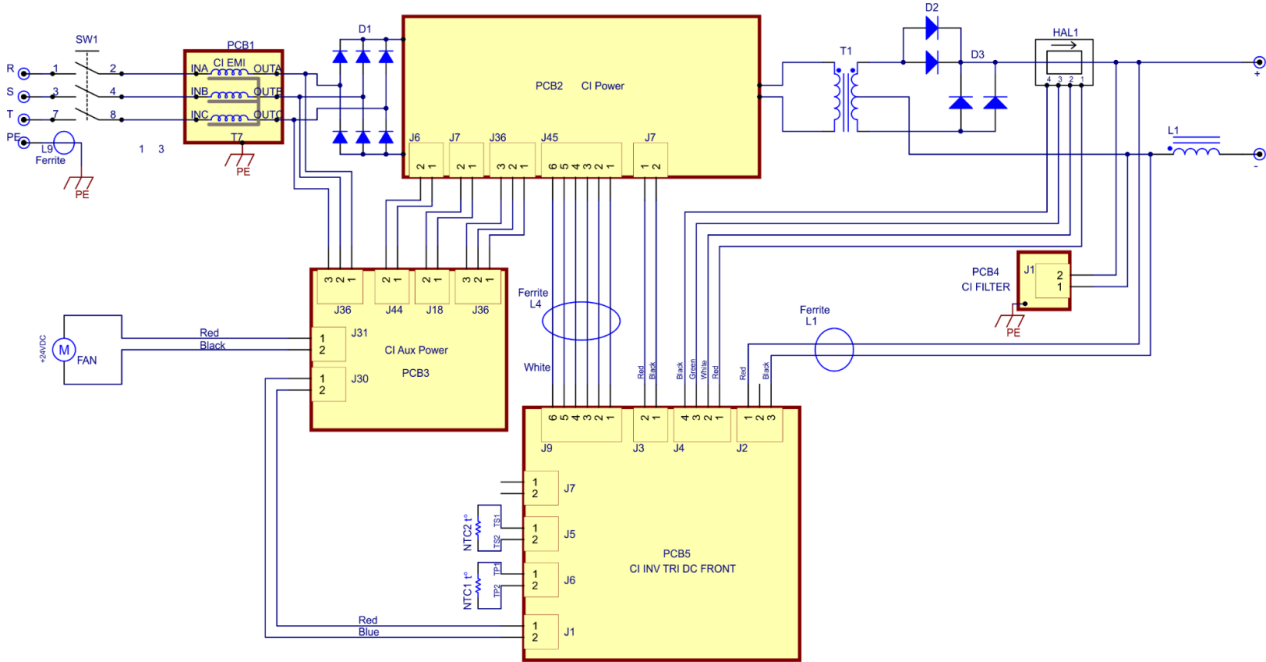 D2
D1
SW1
PCB1
HAL1
CI EMI
T1
D3
R 1 2 INA OUTA
S 3 4 INB OUTB
T 7 8 INC OUTC
PCB2 CI Power
4 3 2 1
+
PE
L9
Ferrite
1 3
T7
PE
PE
J6 J7 J36 J45 J7
2 1 2 1 3 2 1 6 5 4 3 2 1 1 2
L1
-
PCB4
CI FILTER
J1
2
1
PE
3 2 1 2 1 2 1 3 2 1
J36 J44 J18 J36
Ferrite
L4
Ferrite
L1
+24VDC
M
FAN
Red
Black
1
2
J31
CI Aux Power
PCB3
1
2
J30
White
Red
Black
Black
Green
White
Red
Red
Black
6 5 4 3 2 1 2 1 4 3 2 1 1 2 3
J9 J3 J4 J2
1
2
J7
NTC2 t°
TS1
TS2
1
2
J5
PCB5
CI INV TRI DC FRONT
NTC1 t°
TP1
TP2
1
2
J6
Red
Blue
1
2
J1